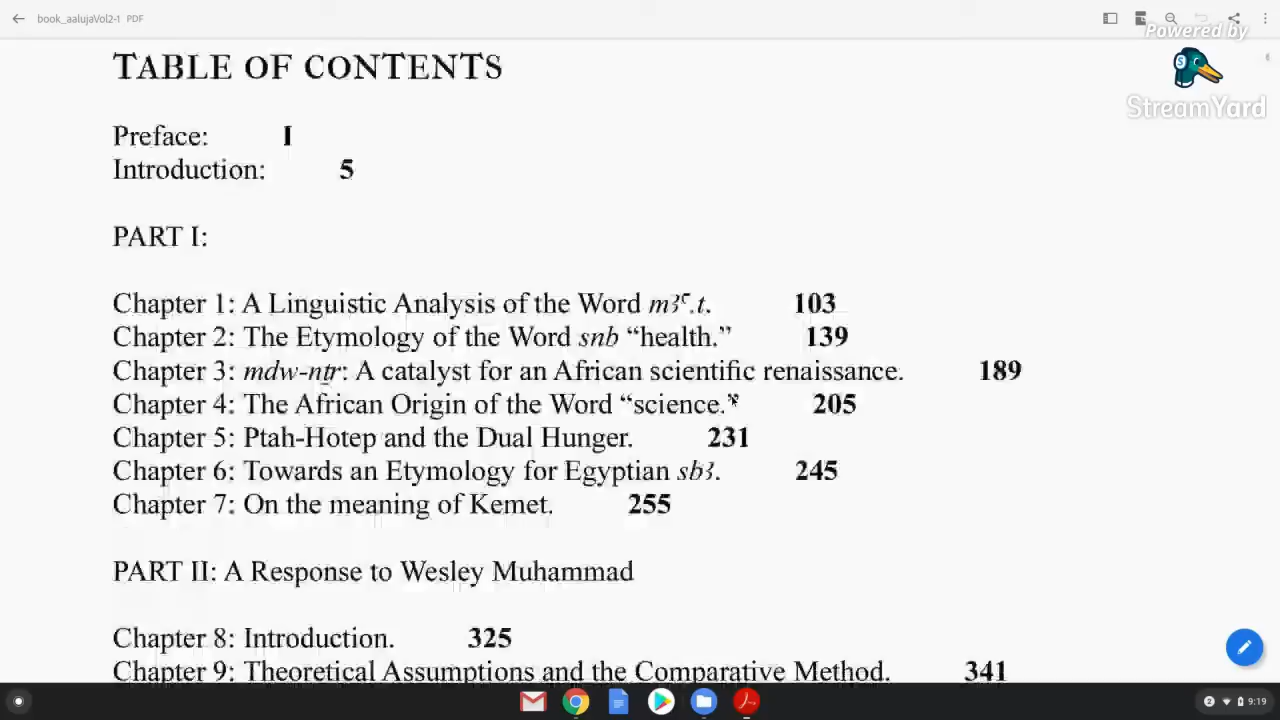 book_aalujaVol2-1 PDF
Powered by
StreamYard
TABLE OF CONTENTS
Preface: I
Introduction: 5
PART I:
Chapter 1: A Linguistic Analysis of the Word mꜣꜥ.t. 103
Chapter 2: The Etymology of the Word snb “health.” 139
Chapter 3: mdw-nṯr: A catalyst for an African scientific renaissance. 189
Chapter 4: The African Origin of the Word “science.” 205
Chapter 5: Ptah-Hotep and the Dual Hunger. 231
Chapter 6: Towards an Etymology for Egyptian sbꜣ. 245
Chapter 7: On the meaning of Kemet. 255
PART II: A Response to Wesley Muhammad
Chapter 8: Introduction. 325
Chapter 9: Theoretical Assumptions and the Comparative Method. 341
2 9:19